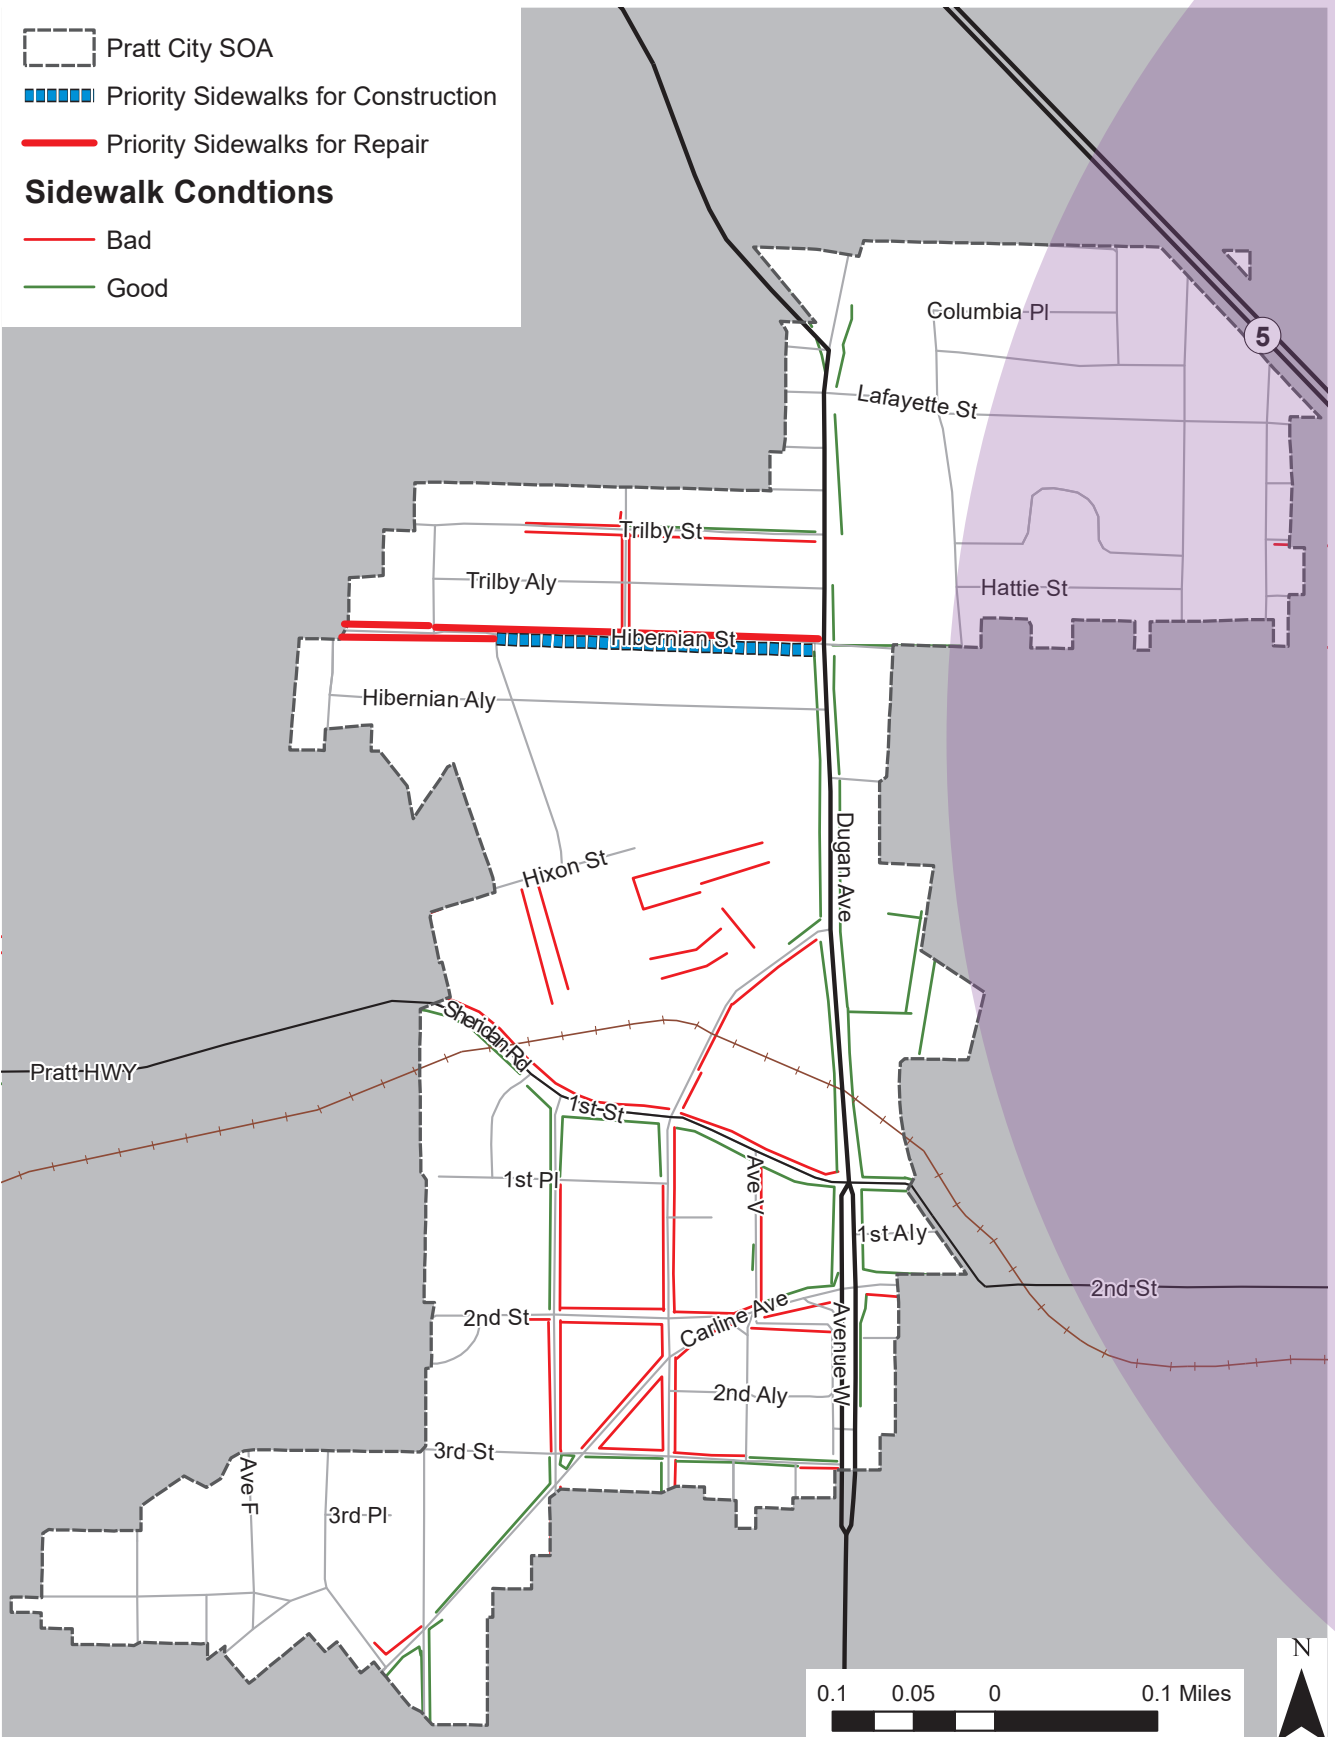 Pratt City SOA
Priority Sidewalks for Construction
Priority Sidewalks for Repair
Sidewalk Condtions
Bad
Good
Columbia Pl
5
Lafayette St
Trilby St
Trilby Aly
Hattie St
Hibernian St
Hibernian Aly
Dugan Ave
Hixon St
Sheridan Rd
Pratt HWY
1st St
1st Pl
Ave V
1st Aly
2nd St
2nd St
Carline Ave
Avenue W
2nd Aly
3rd St
Ave F
3rd Pl
N
0.1 0.05 0 0.1 Miles